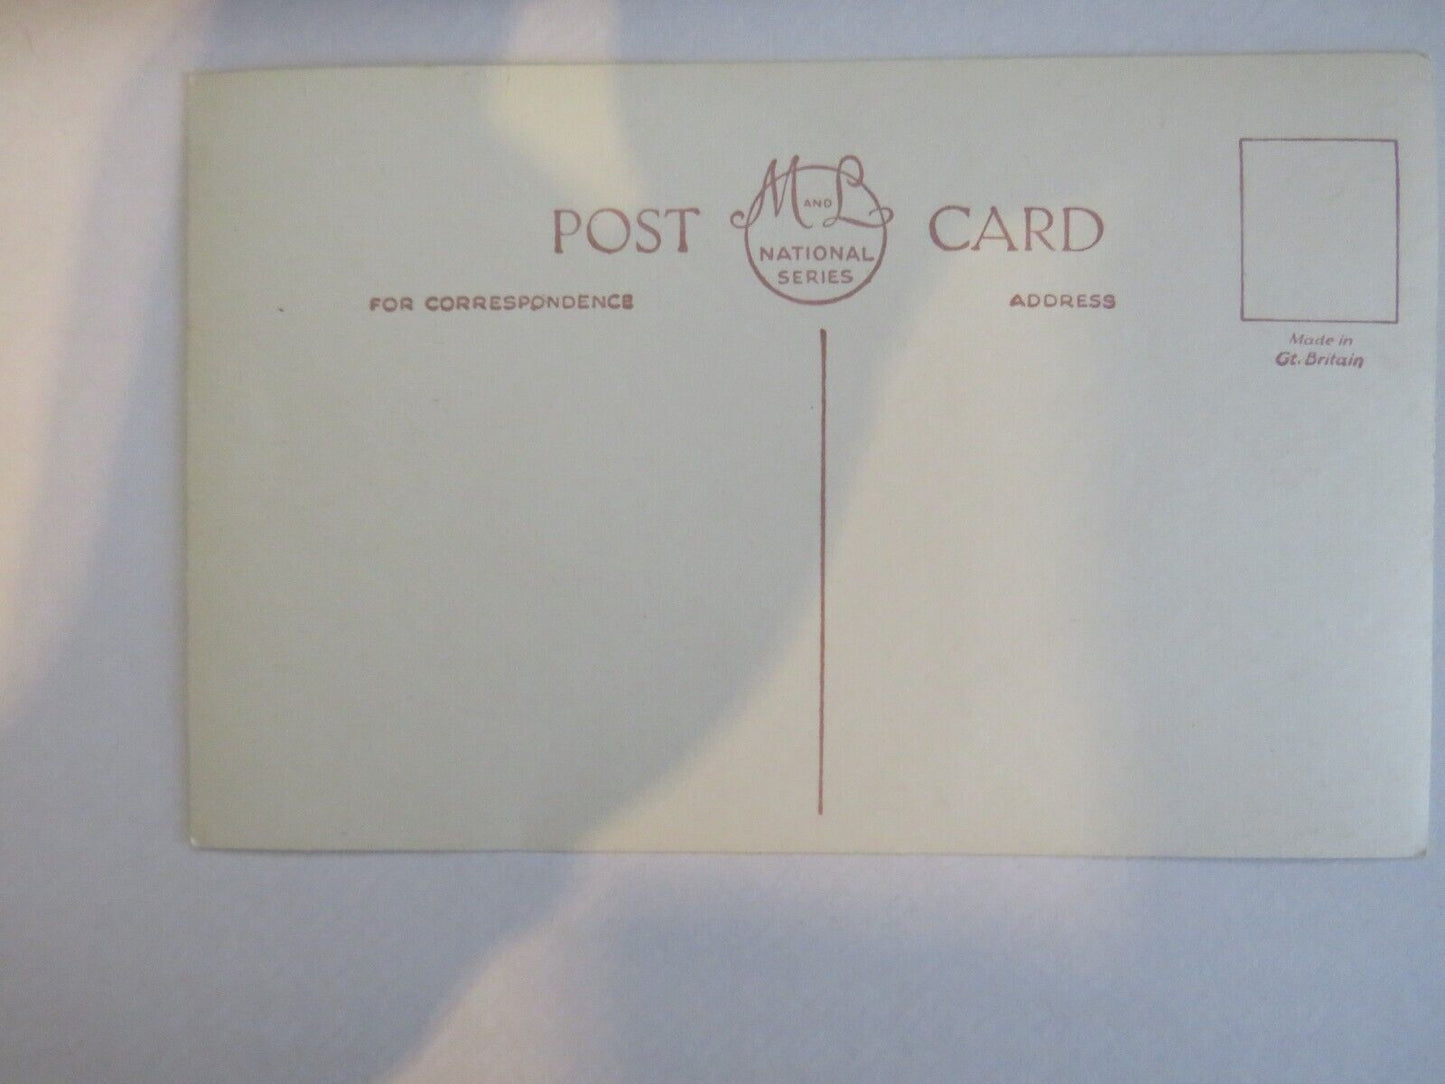 POST M AND L CARD
NATIONAL
SERIES
FOR CORRESPONDENCE ADDRESS
Made in
Gt. Britain